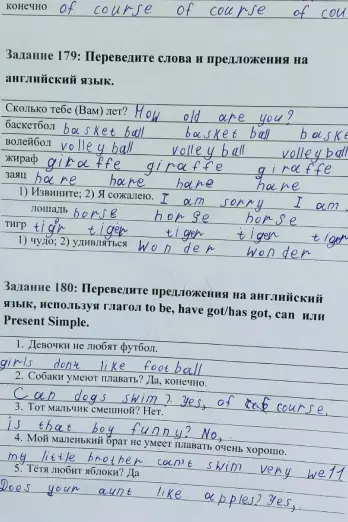 конечно of course of course of cou
Задание 179: Переведите слова и предложения на
английский язык.
Сколько тебе (Вам) лет? How old are you?
баскетбол basket ball basket ball baske
волейбол volley ball volley ball volley ball
жираф giraffe giraffe giraffe
заяц hare hare hare hare
1) Извините; 2) Я сожалею. I am sorry I am
лошадь horse horse horse
тигр tigr tiger tiger tiger tiger
1) чудо; 2) удивляться wonder wonder
Задание 180: Переведите предложения на английский
язык, используя глагол to be, have got/has got, can или
Present Simple.
1. Девочки не любят футбол.
girls dont like foot ball
2. Собаки умеют плавать? Да, конечно.
Can dogs swim? Yes, of course.
3. Тот мальчик смешной? Нет.
is that boy funny? No,
4. Мой маленький брат не умеет плавать очень хорошо.
my little brother can't swim very well
5. Тётя любит яблоки? Да
Does your aunt like apples? Yes,